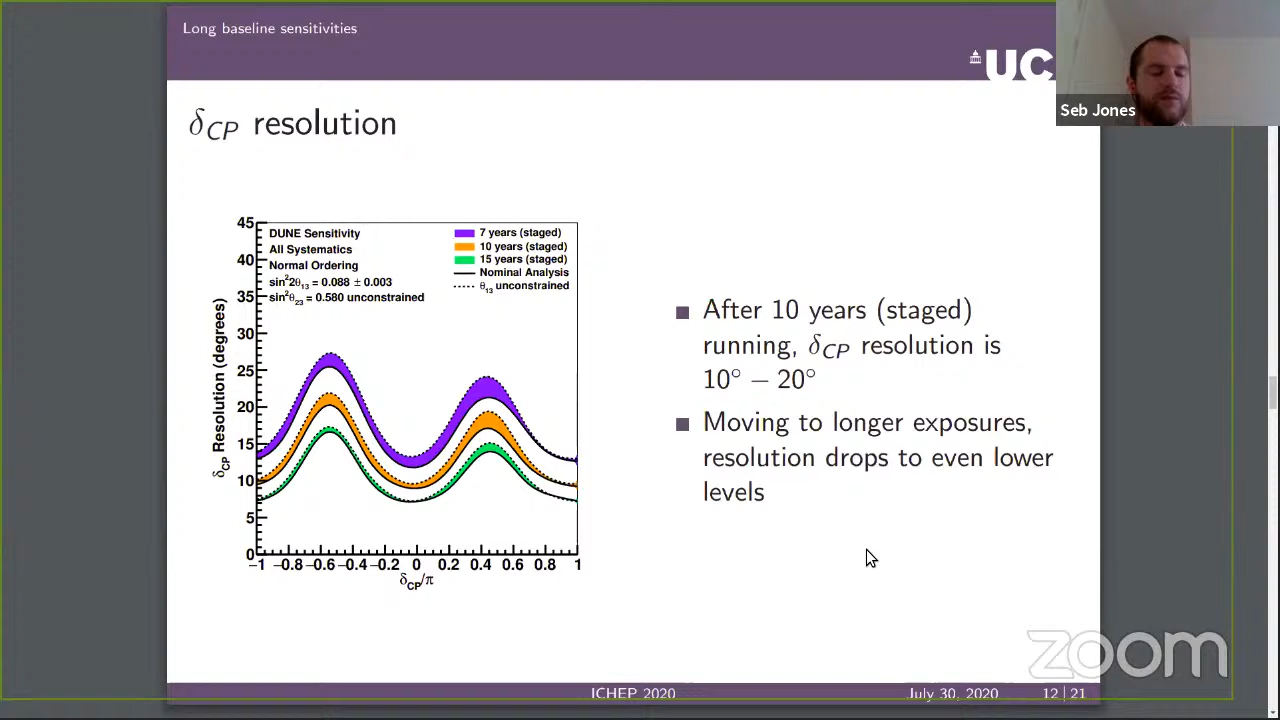 Long baseline sensitivities
UC
Seb Jones
δCP resolution
45
40
35
30
25
20
15
10
5
0
δCP Resolution (degrees)
DUNE Sensitivity
All Systematics
Normal Ordering
sin²2θ13 = 0.088 ± 0.003
sin²θ23 = 0.580 unconstrained
7 years (staged)
10 years (staged)
15 years (staged)
Nominal Analysis
θ13 unconstrained
−1 −0.8 −0.6 −0.4 −0.2 0 0.2 0.4 0.6 0.8 1
δCP/π
After 10 years (staged)
running, δCP resolution is
10° − 20°
Moving to longer exposures,
resolution drops to even lower
levels
zoom
ICHEP 2020 July 30, 2020 12 | 21